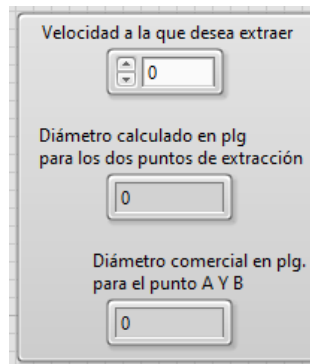 Velocidad a la que desea extraer
0
Diámetro calculado en plg
para los dos puntos de extracción
0
Diámetro comercial en plg.
para el punto A Y B
0